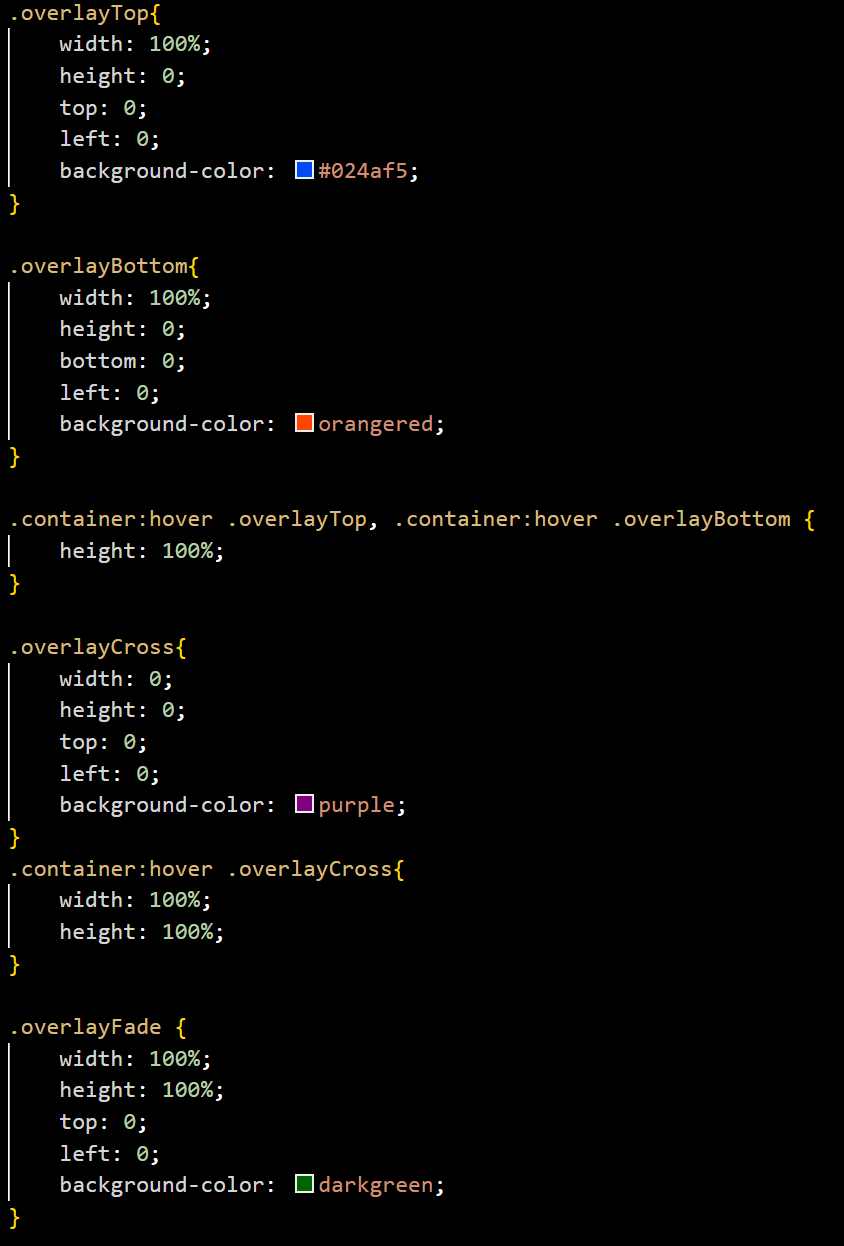 .overlayTop{
    width: 100%;
    height: 0;
    top: 0;
    left: 0;
    background-color: #024af5;
}

.overlayBottom{
    width: 100%;
    height: 0;
    bottom: 0;
    left: 0;
    background-color: orangered;
}

.container:hover .overlayTop, .container:hover .overlayBottom {
    height: 100%;
}

.overlayCross{
    width: 0;
    height: 0;
    top: 0;
    left: 0;
    background-color: purple;
}
.container:hover .overlayCross{
    width: 100%;
    height: 100%;
}

.overlayFade {
    width: 100%;
    height: 100%;
    top: 0;
    left: 0;
    background-color: darkgreen;
}